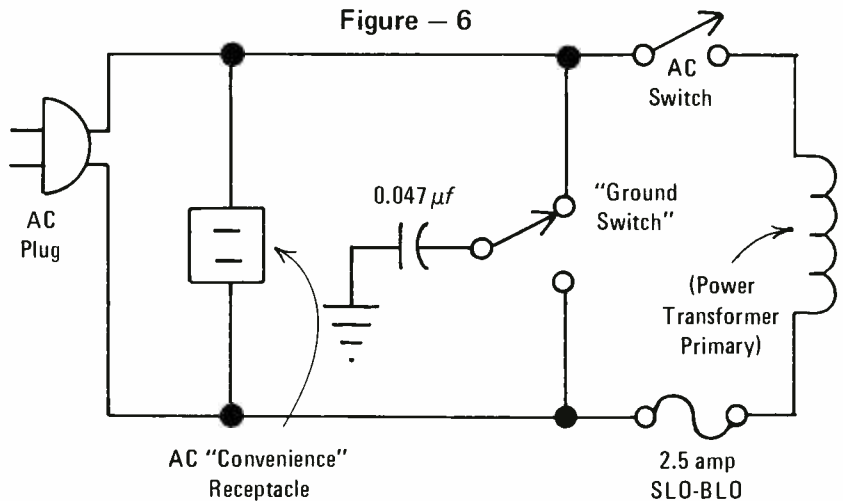 Figure – 6
AC
Switch
0.047 μf
"Ground
Switch"
AC
Plug
(Power
Transformer
Primary)
AC "Convenience"
Receptacle
2.5 amp
SLO-BLO